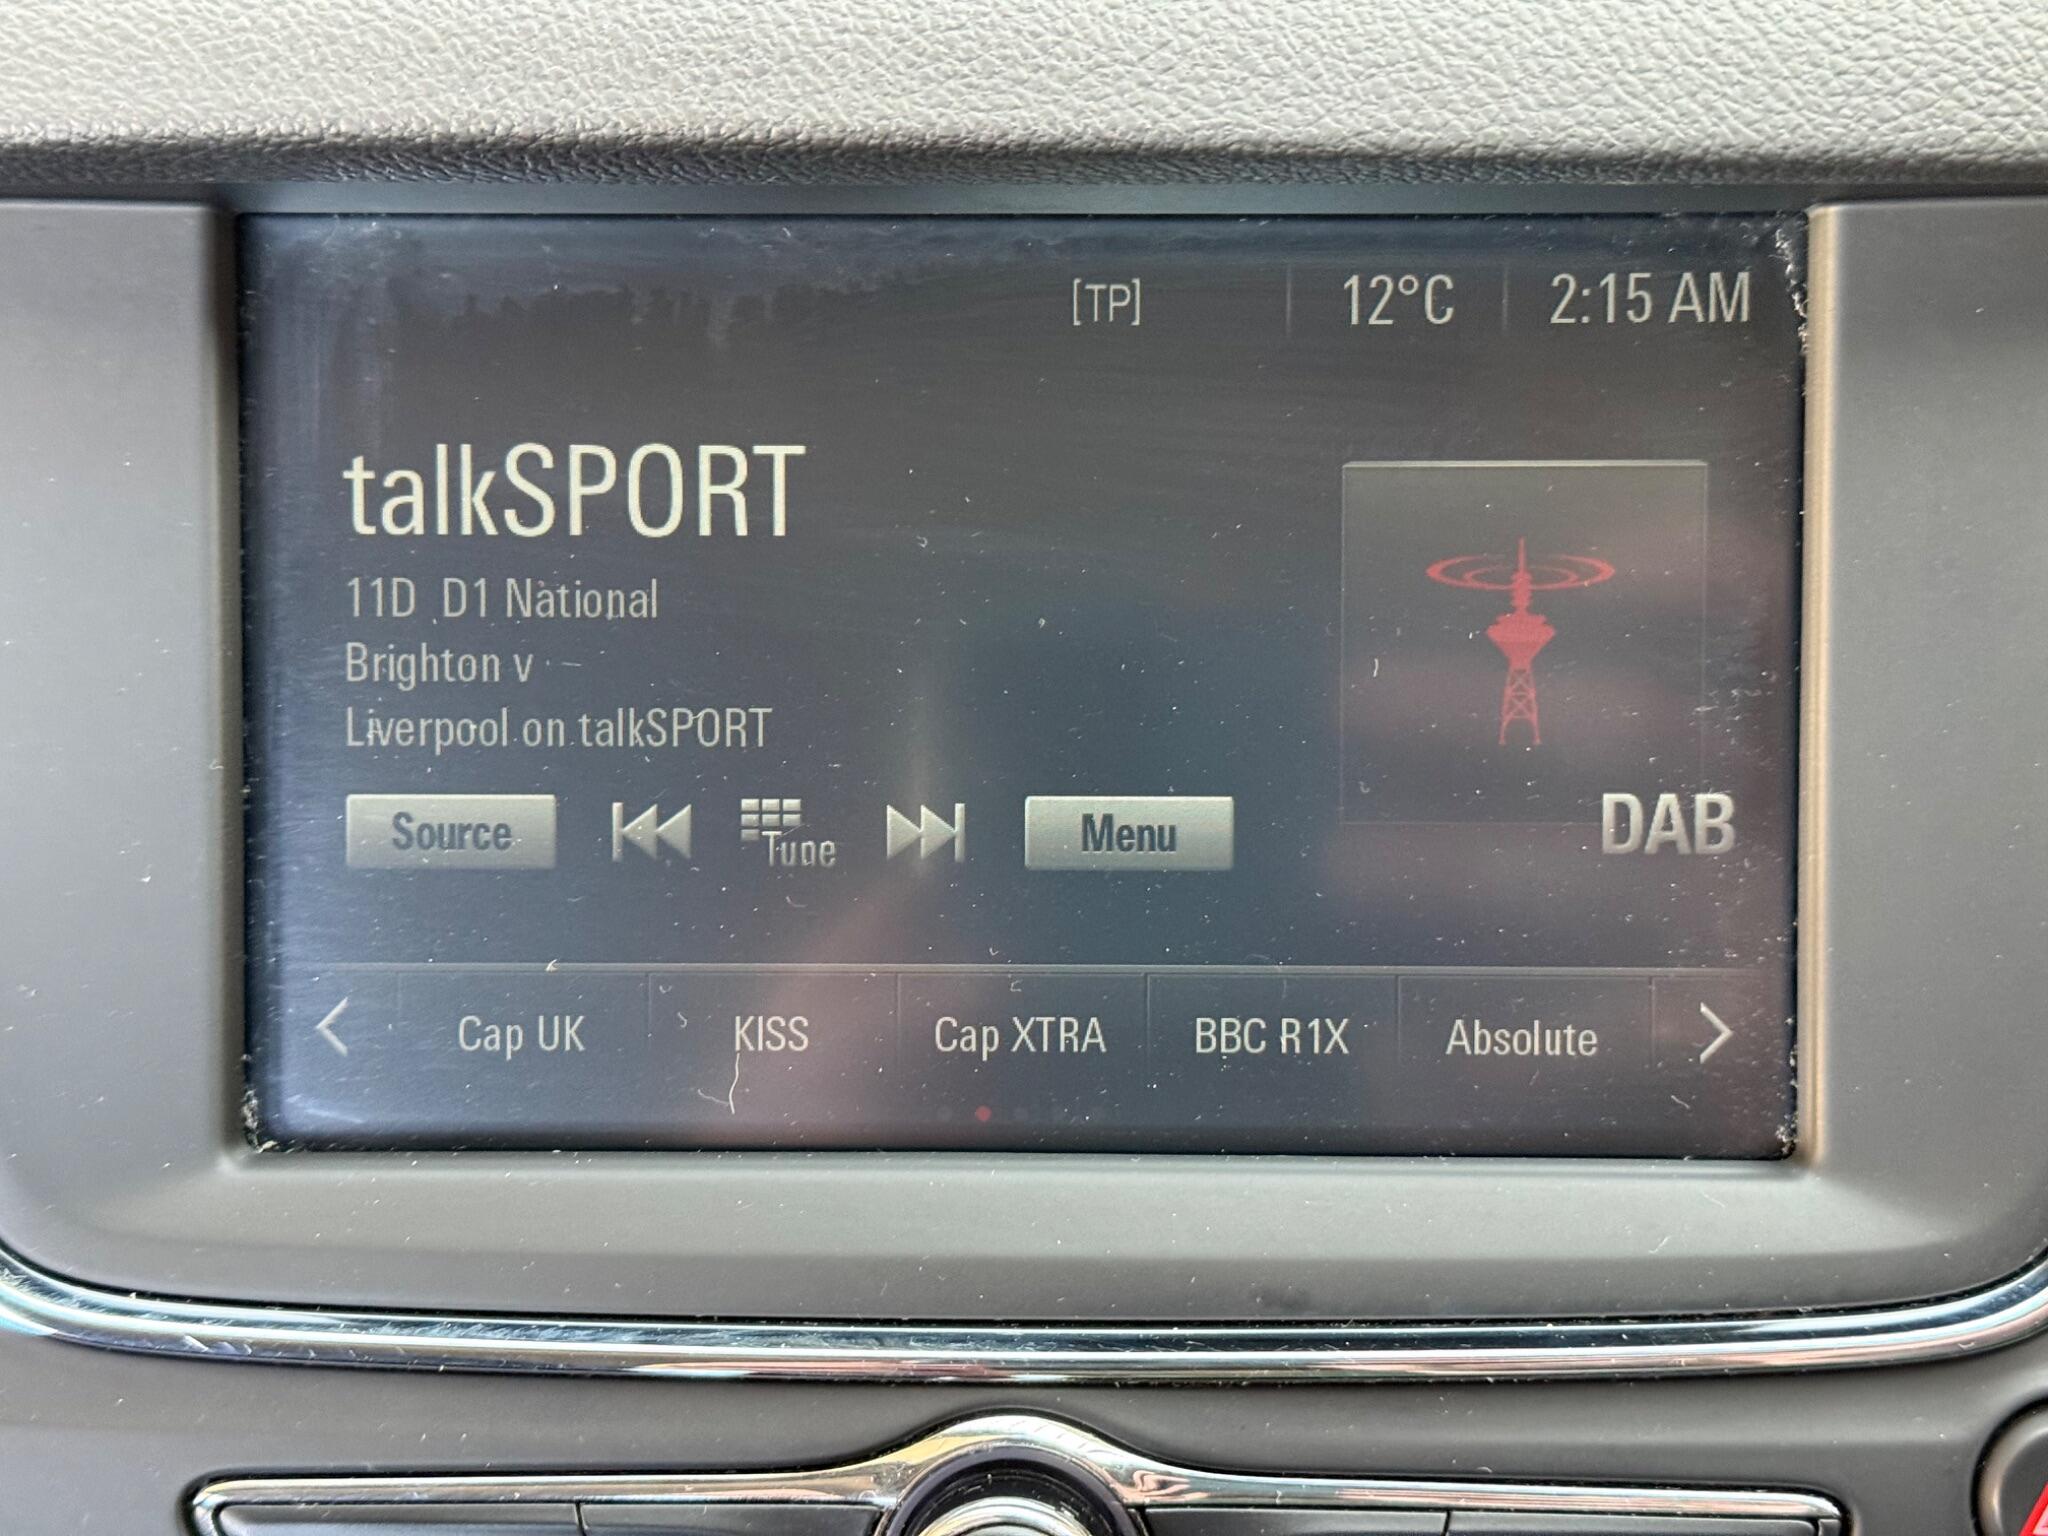 [TP] 12°C 2:15 AM
talkSPORT
11D D1 National
Brighton v
Liverpool on talkSPORT
Source Tune Menu
DAB
< Cap UK KISS Cap XTRA BBC R1X Absolute >